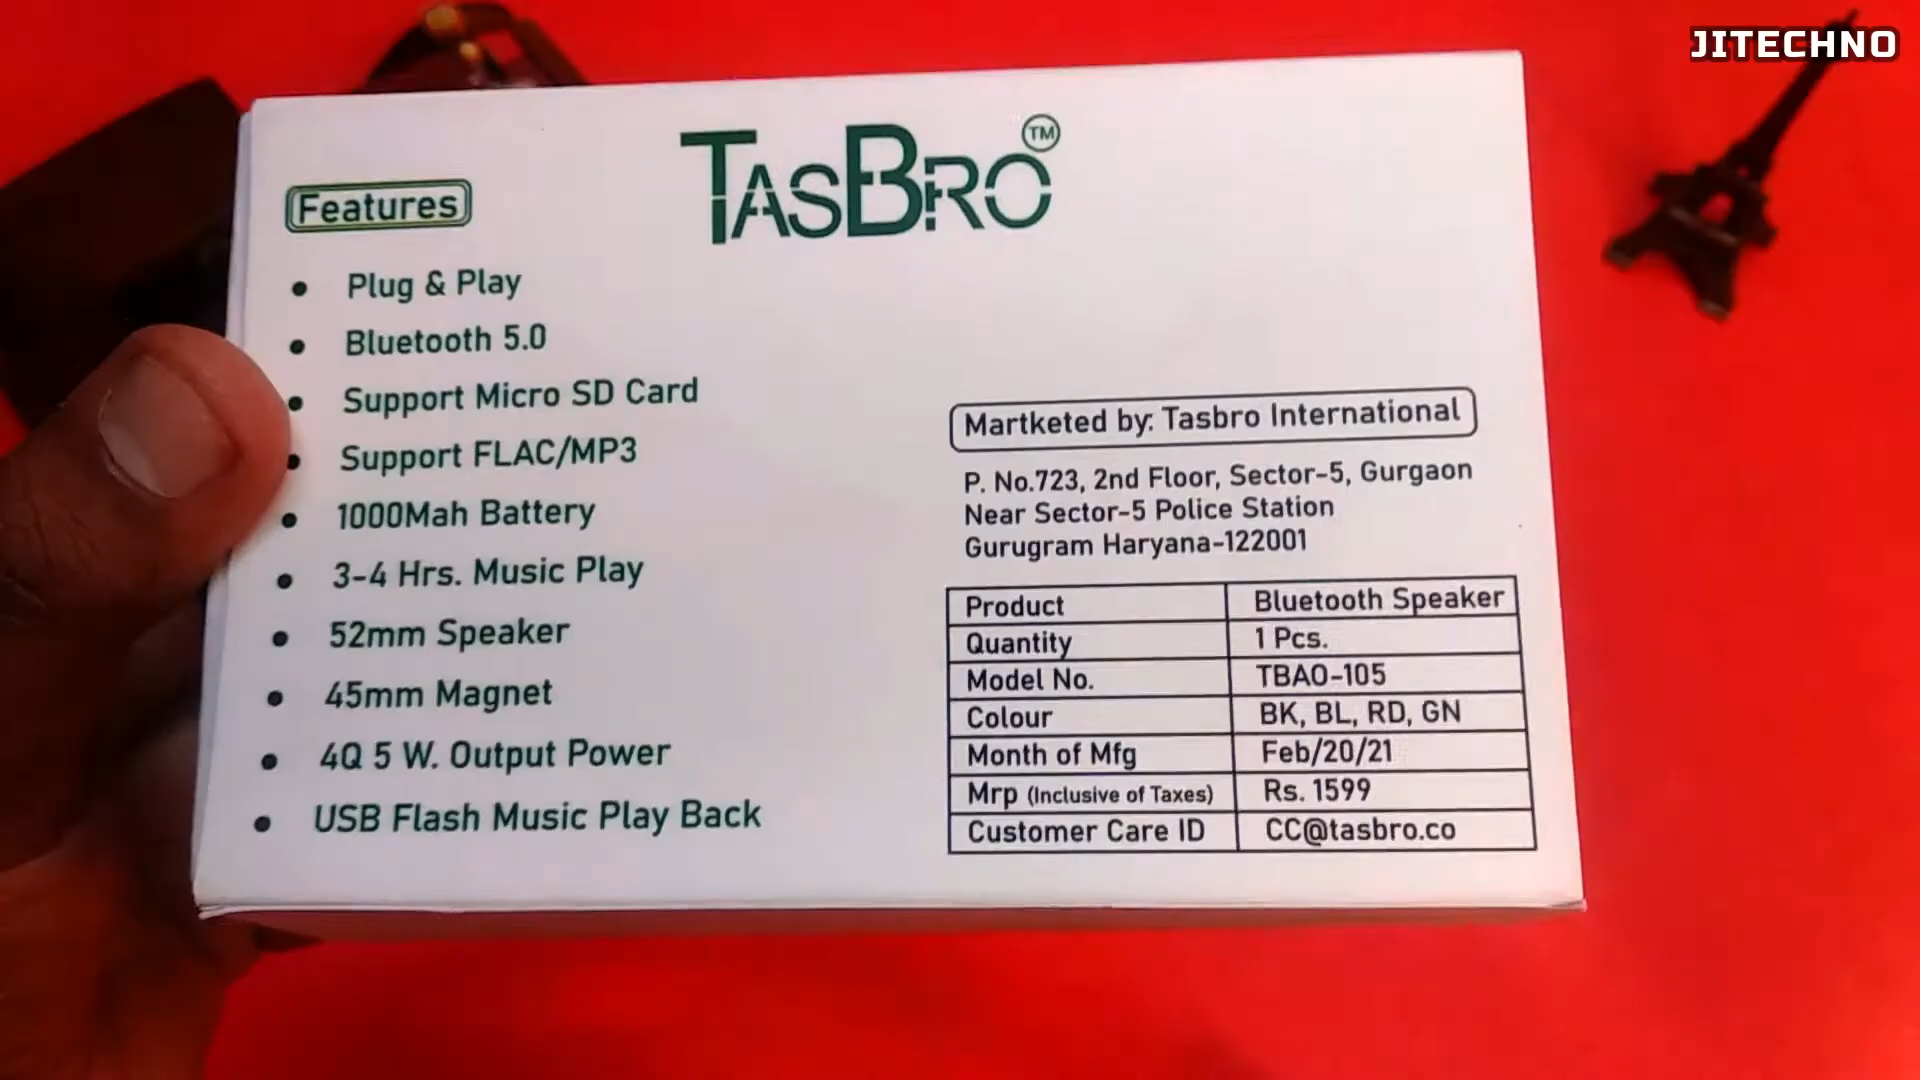 JITECHNO
TASBRO TM
Features
Plug & Play
Bluetooth 5.0
Support Micro SD Card
Support FLAC/MP3
1000Mah Battery
3-4 Hrs. Music Play
52mm Speaker
45mm Magnet
4Ω 5 W. Output Power
USB Flash Music Play Back
Martketed by: Tasbro International
P. No.723, 2nd Floor, Sector-5, Gurgaon
Near Sector-5 Police Station
Gurugram Haryana-122001
Product Bluetooth Speaker
Quantity 1 Pcs.
Model No. TBAO-105
Colour BK, BL, RD, GN
Month of Mfg Feb/20/21
Mrp (Inclusive of Taxes) Rs. 1599
Customer Care ID CC@tasbro.co